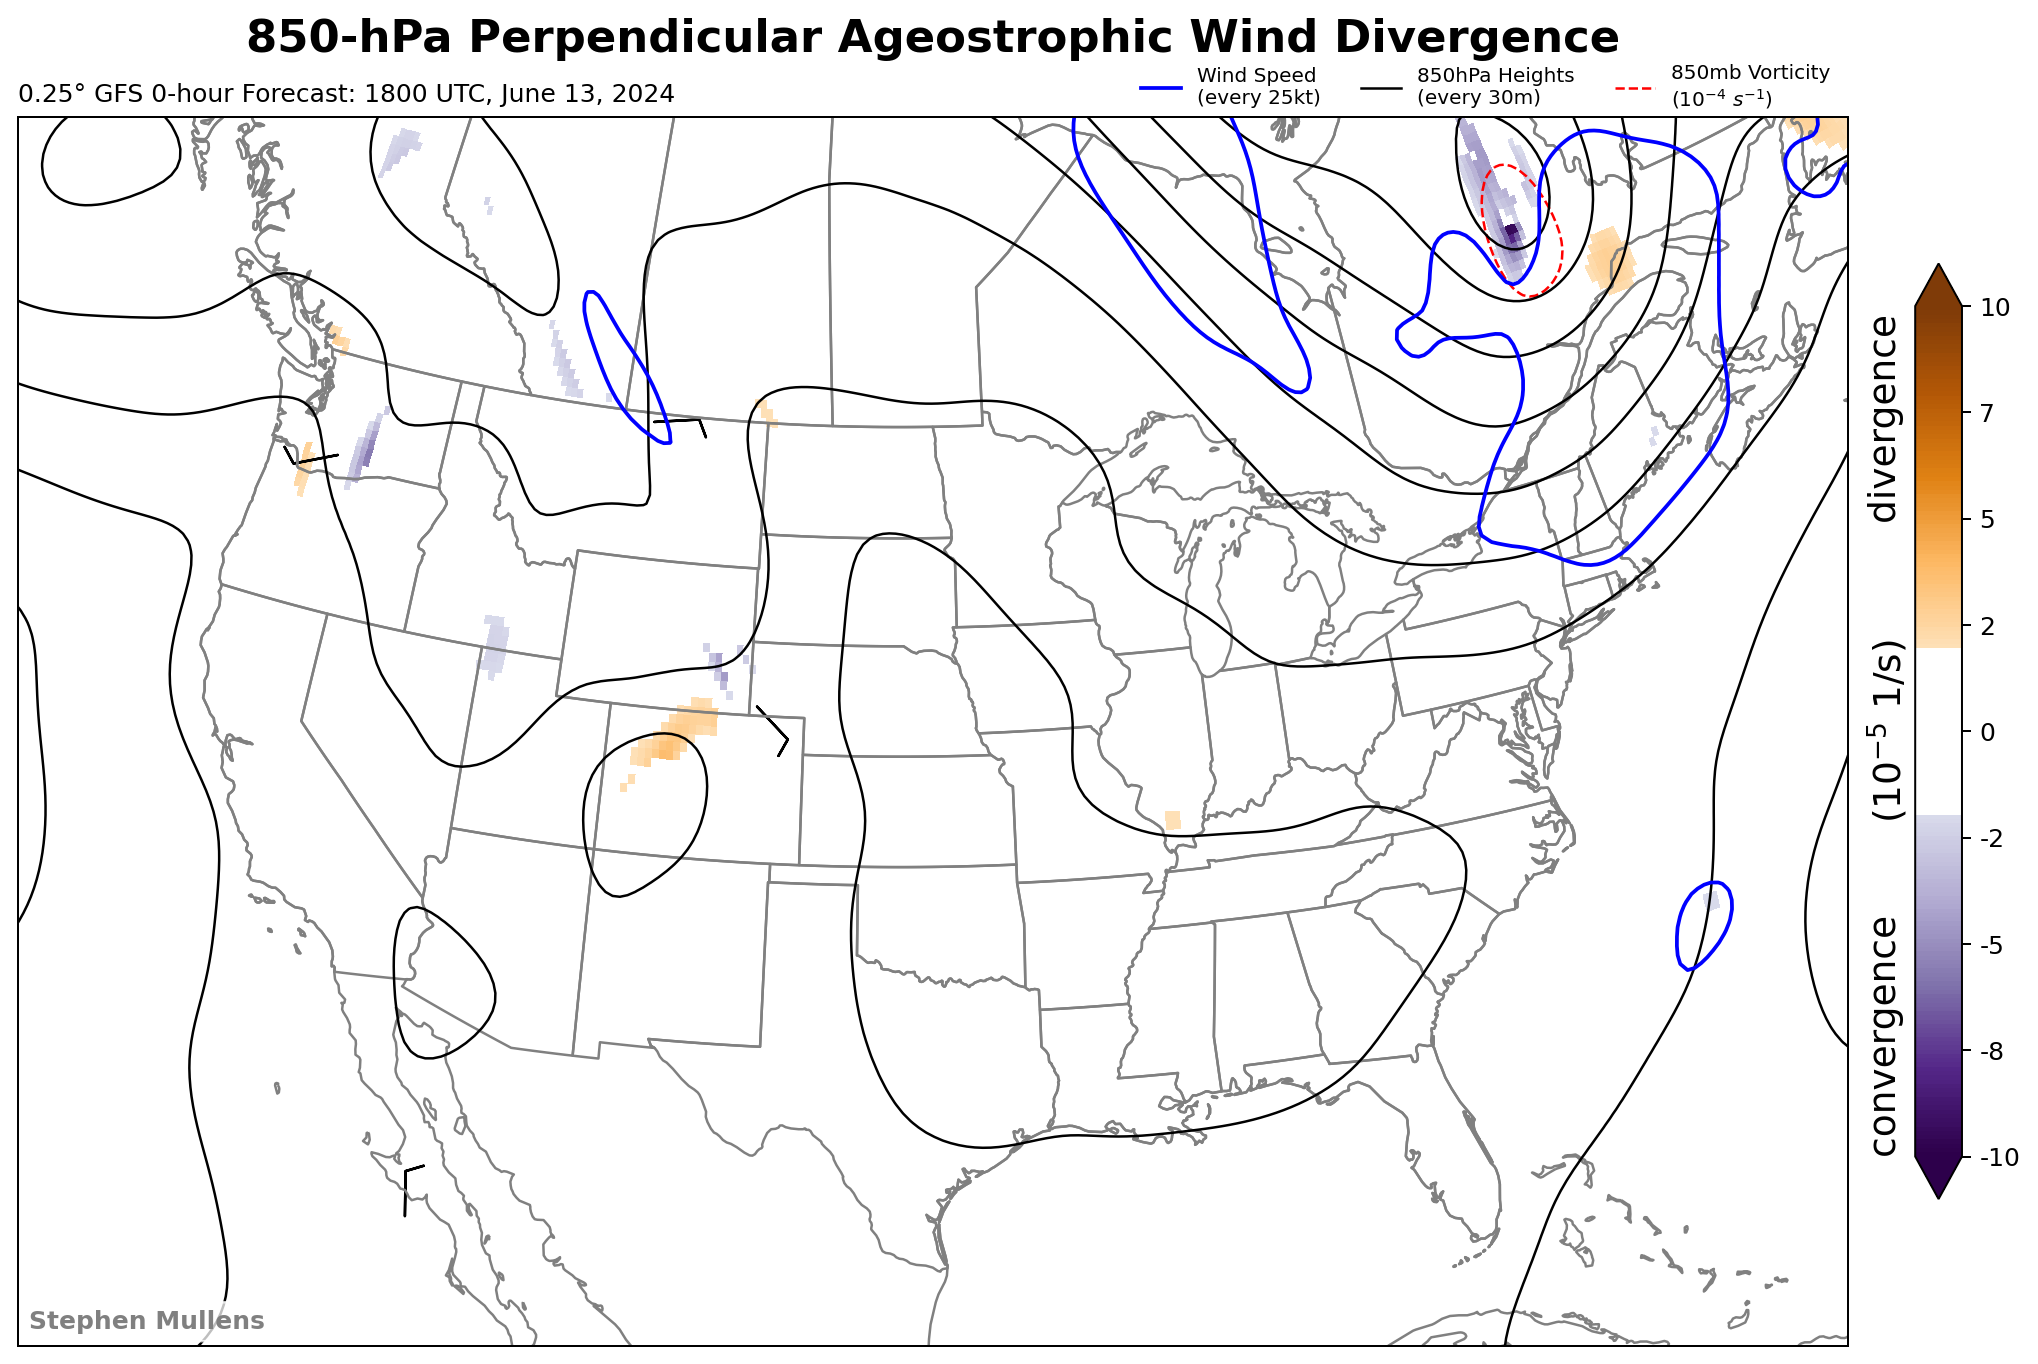 850-hPa Perpendicular Ageostrophic Wind Divergence
0.25° GFS 0-hour Forecast: 1800 UTC, June 13, 2024
Wind Speed
(every 25kt)
850hPa Heights
(every 30m)
850mb Vorticity
(10⁻⁴ s⁻¹)
10
7
5
2
0
-2
-5
-8
-10
convergence (10⁻⁵ 1/s) divergence
Stephen Mullens